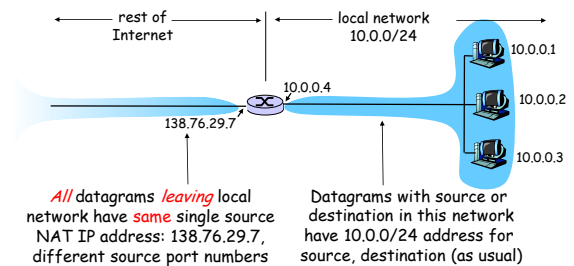 rest of
Internet
local network
10.0.0/24
10.0.0.1
10.0.0.4
10.0.0.2
138.76.29.7
10.0.0.3
All datagrams leaving local
network have same single source
NAT IP address: 138.76.29.7,
different source port numbers
Datagrams with source or
destination in this network
have 10.0.0/24 address for
source, destination (as usual)